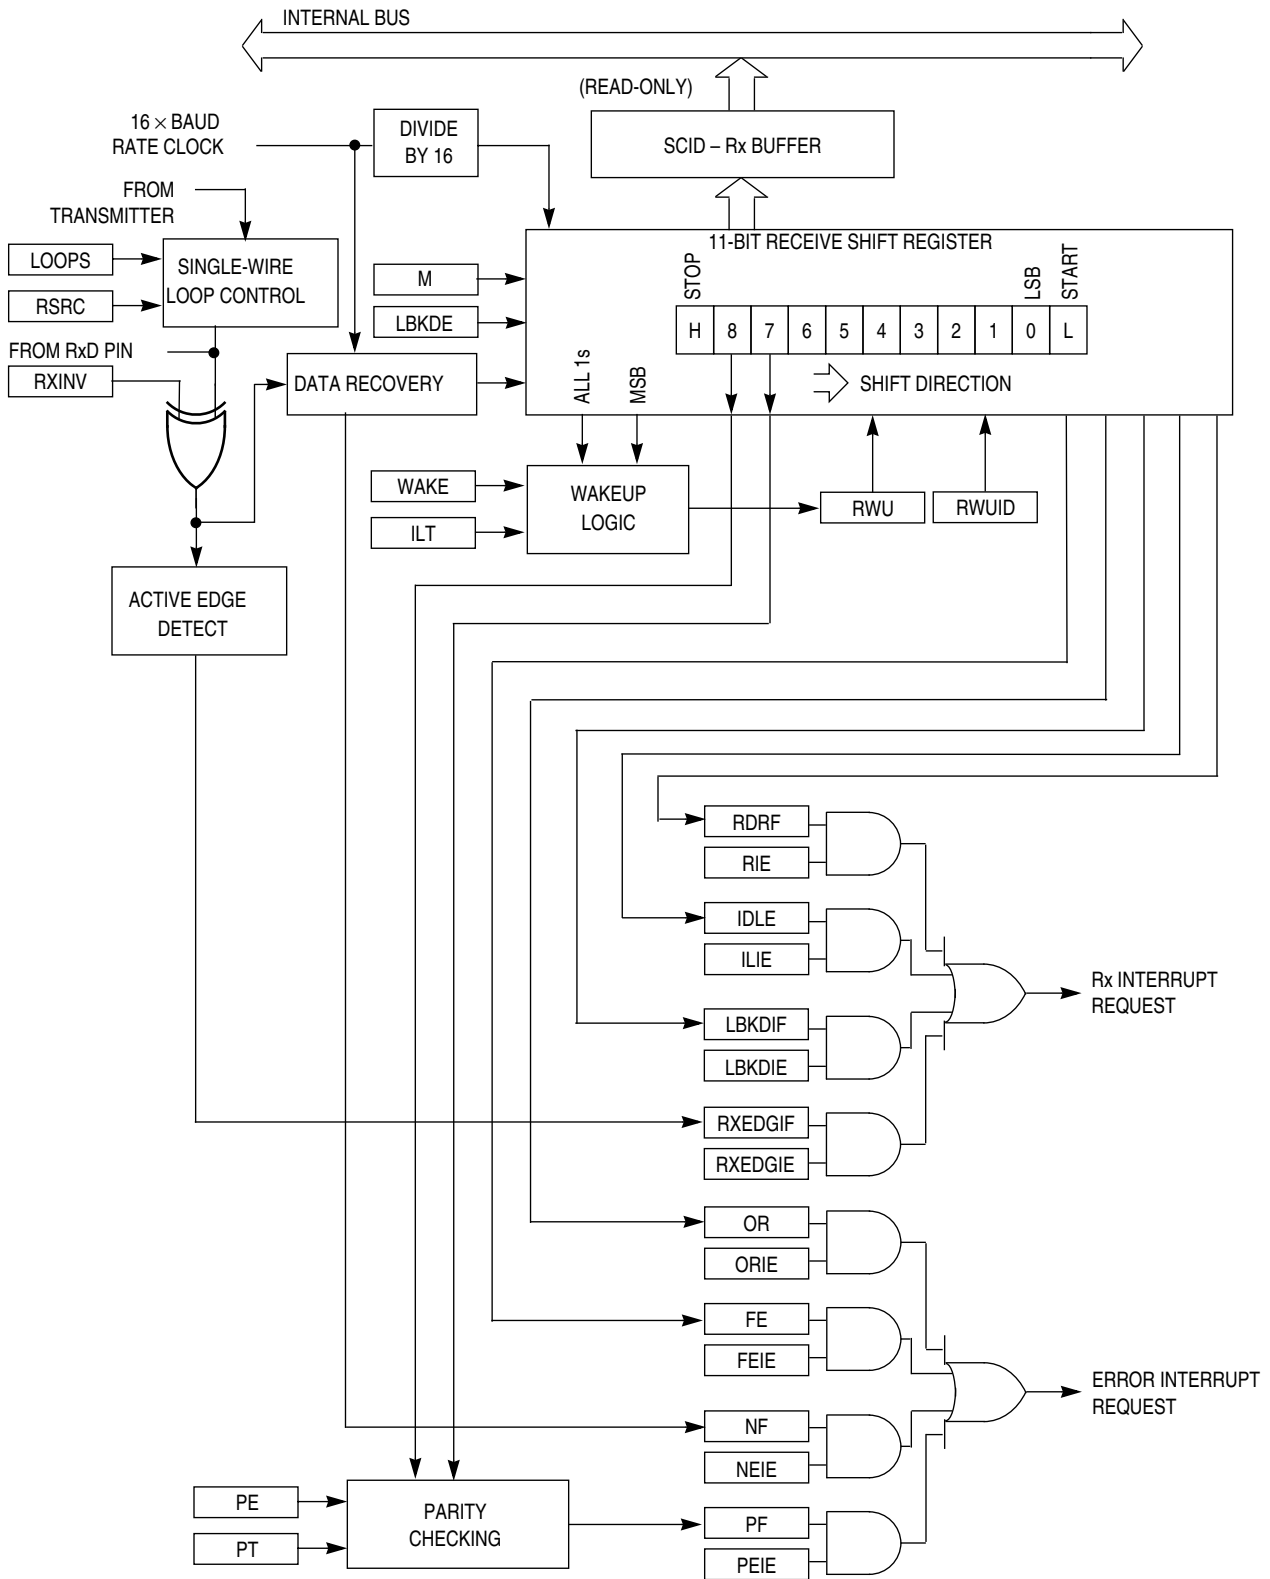 INTERNAL BUS
(READ-ONLY)
16 × BAUD
RATE CLOCK
DIVIDE
BY 16
SCID – Rx BUFFER
FROM
TRANSMITTER
LOOPS
RSRC
SINGLE-WIRE
LOOP CONTROL
M
LBKDE
11-BIT RECEIVE SHIFT REGISTER
STOP
LSB
START
H 8 7 6 5 4 3 2 1 0 L
SHIFT DIRECTION
ALL 1s
MSB
FROM RxD PIN
RXINV
DATA RECOVERY
WAKE
ILT
WAKEUP
LOGIC
RWU
RWUID
ACTIVE EDGE
DETECT
RDRF
RIE
IDLE
ILIE
LBKDIF
LBKDIE
RXEDGIF
RXEDGIE
Rx INTERRUPT
REQUEST
OR
ORIE
FE
FEIE
NF
NEIE
PF
PEIE
ERROR INTERRUPT
REQUEST
PE
PT
PARITY
CHECKING